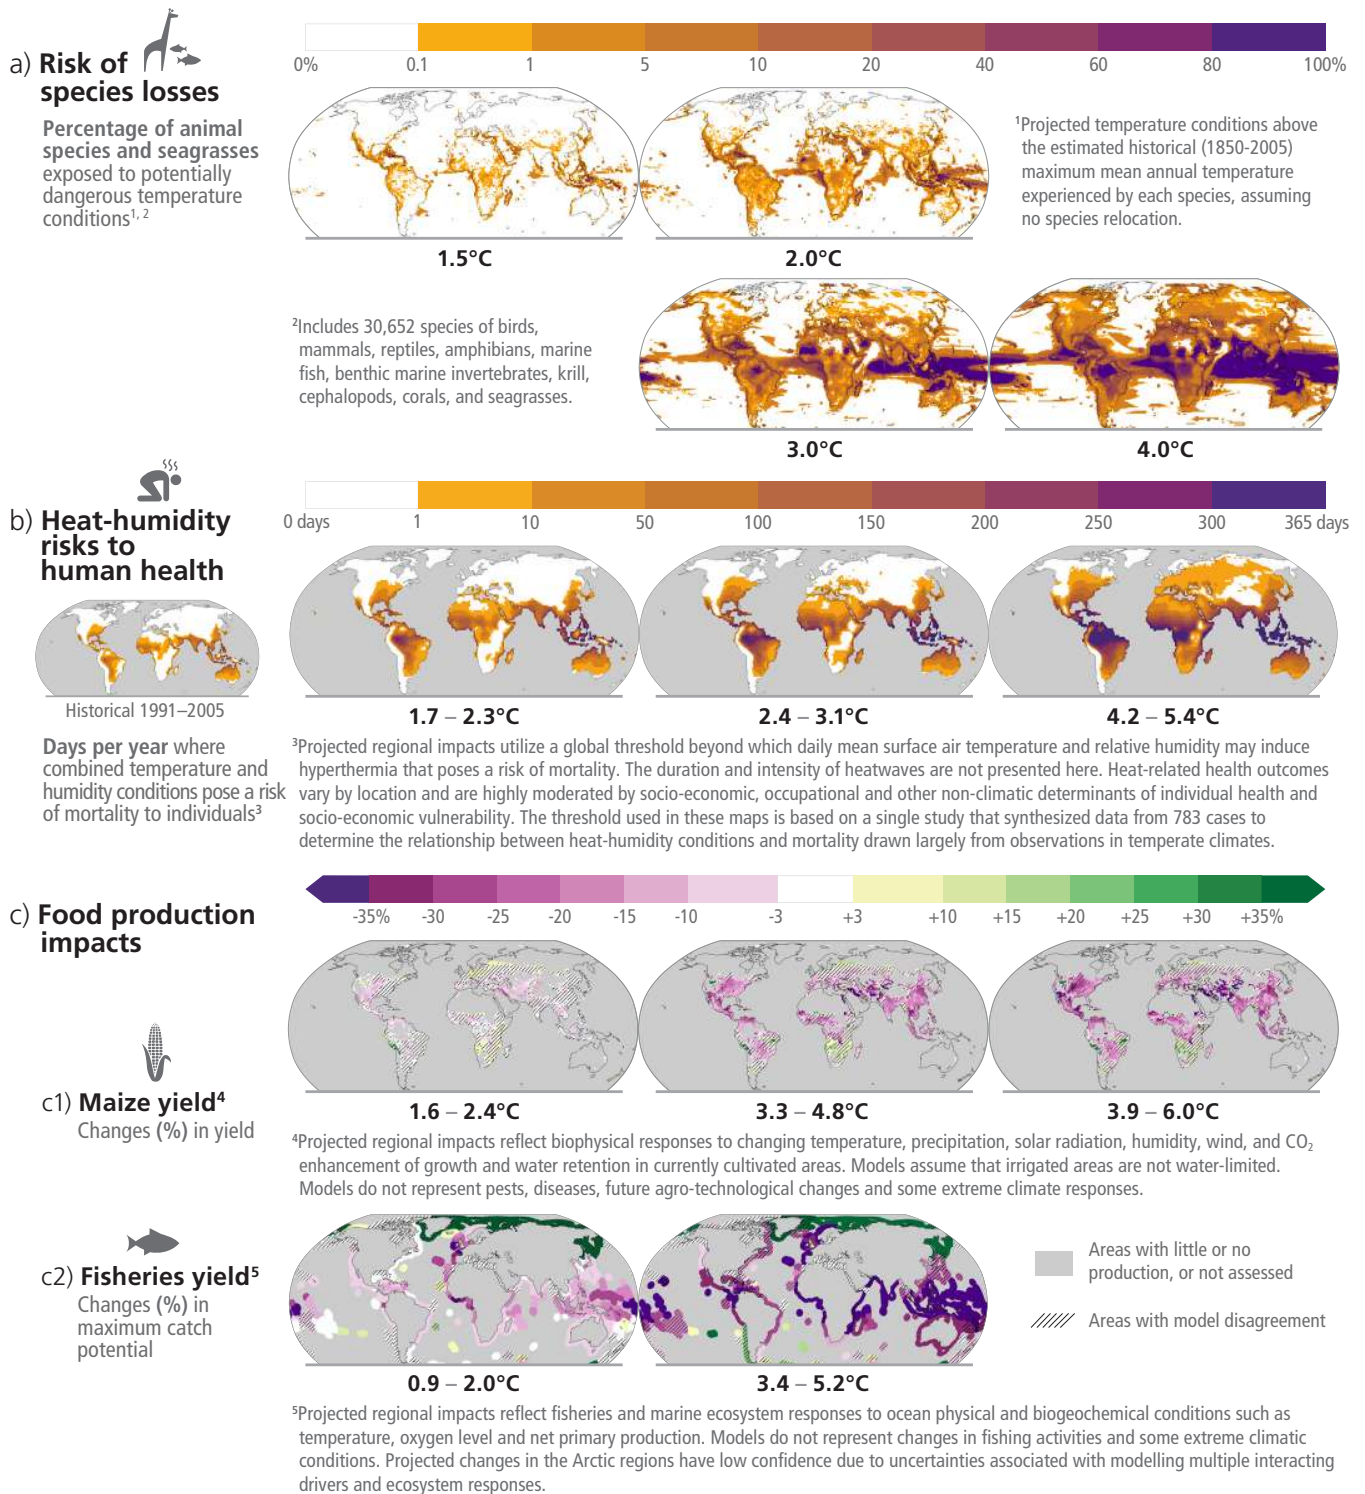 a) Risk of
species losses
Percentage of animal
species and seagrasses
exposed to potentially
dangerous temperature
conditions¹, ²
0% 0.1 1 5 10 20 40 60 80 100%
1.5°C 2.0°C
¹Projected temperature conditions above
the estimated historical (1850-2005)
maximum mean annual temperature
experienced by each species, assuming
no species relocation.
²Includes 30,652 species of birds,
mammals, reptiles, amphibians, marine
fish, benthic marine invertebrates, krill,
cephalopods, corals, and seagrasses.
3.0°C 4.0°C
b) Heat-humidity
risks to
human health
0 days 1 10 50 100 150 200 250 300 365 days
Historical 1991–2005
Days per year where
combined temperature and
humidity conditions pose a risk
of mortality to individuals³
1.7 – 2.3°C 2.4 – 3.1°C 4.2 – 5.4°C
³Projected regional impacts utilize a global threshold beyond which daily mean surface air temperature and relative humidity may induce
hyperthermia that poses a risk of mortality. The duration and intensity of heatwaves are not presented here. Heat-related health outcomes
vary by location and are highly moderated by socio-economic, occupational and other non-climatic determinants of individual health and
socio-economic vulnerability. The threshold used in these maps is based on a single study that synthesized data from 783 cases to
determine the relationship between heat-humidity conditions and mortality drawn largely from observations in temperate climates.
c) Food production
impacts
-35% -30 -25 -20 -15 -10 -3 +3 +10 +15 +20 +25 +30 +35%
c1) Maize yield⁴
Changes (%) in yield
1.6 – 2.4°C 3.3 – 4.8°C 3.9 – 6.0°C
⁴Projected regional impacts reflect biophysical responses to changing temperature, precipitation, solar radiation, humidity, wind, and CO₂
enhancement of growth and water retention in currently cultivated areas. Models assume that irrigated areas are not water-limited.
Models do not represent pests, diseases, future agro-technological changes and some extreme climate responses.
c2) Fisheries yield⁵
Changes (%) in
maximum catch
potential
0.9 – 2.0°C 3.4 – 5.2°C
Areas with little or no
production, or not assessed
Areas with model disagreement
⁵Projected regional impacts reflect fisheries and marine ecosystem responses to ocean physical and biogeochemical conditions such as
temperature, oxygen level and net primary production. Models do not represent changes in fishing activities and some extreme climatic
conditions. Projected changes in the Arctic regions have low confidence due to uncertainties associated with modelling multiple interacting
drivers and ecosystem responses.